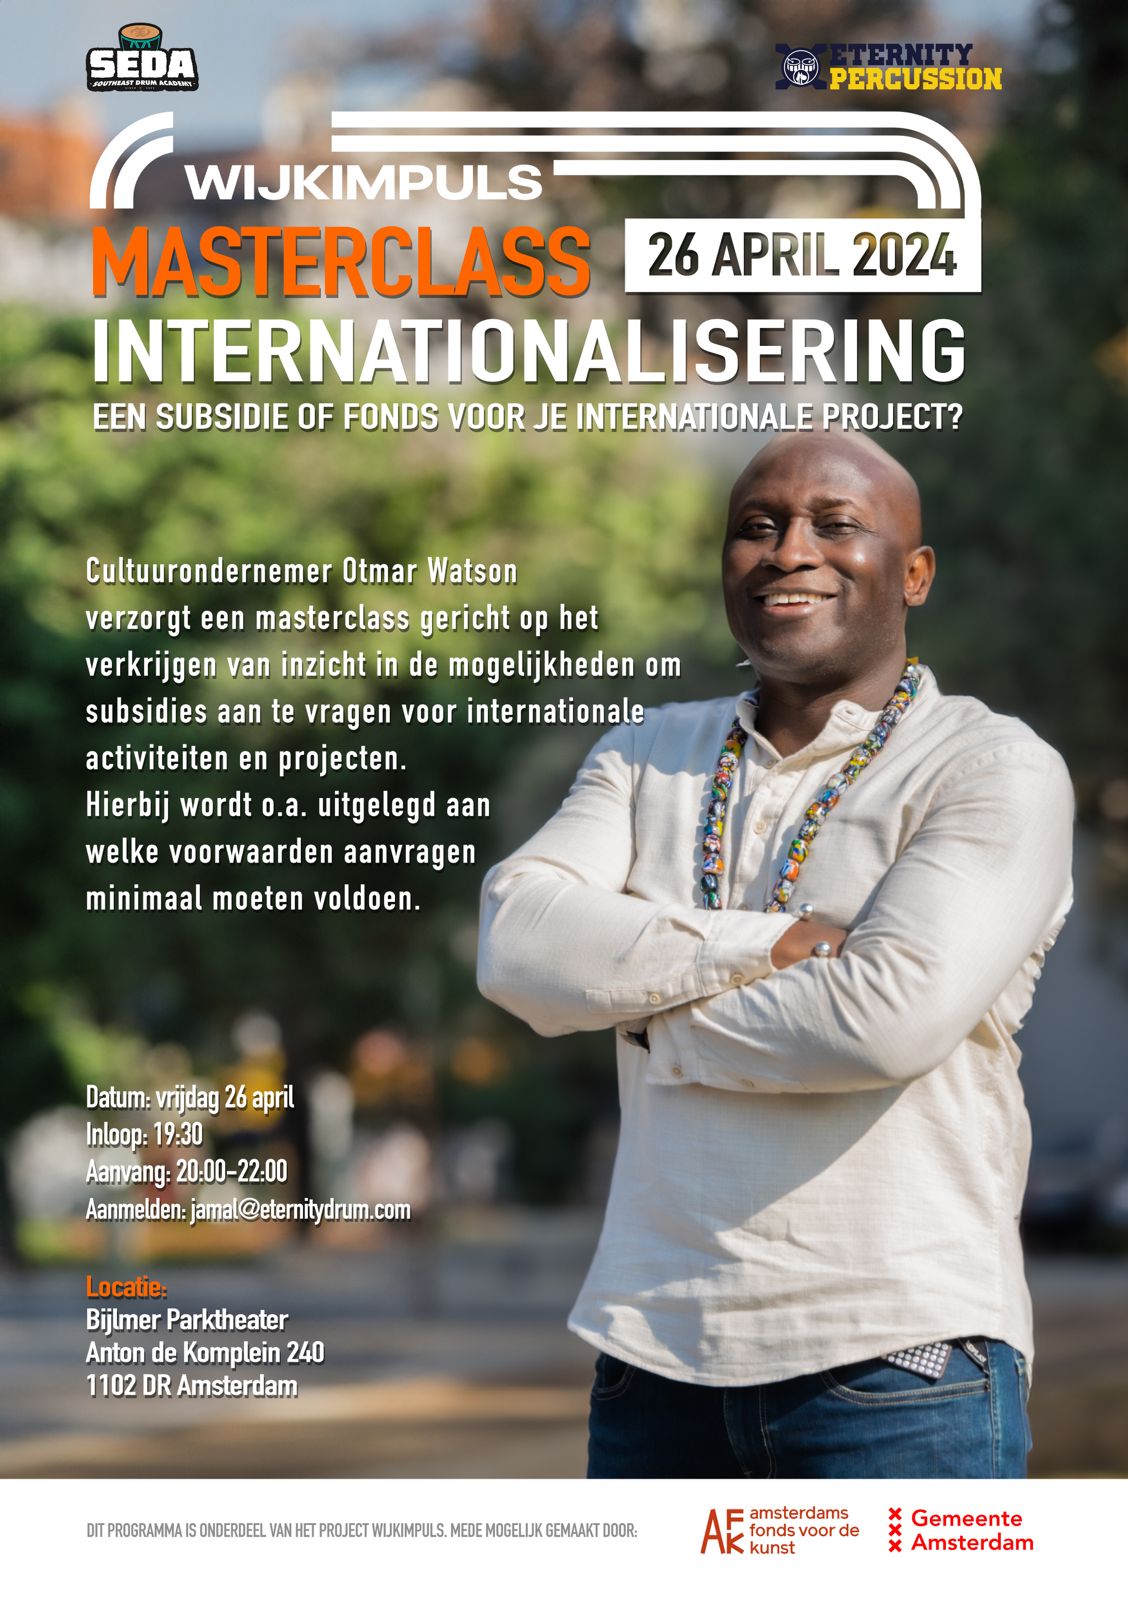 SEDA
SOUTHEAST DRUM ACADEMY
ETERNITY
PERCUSSION
WIJKIMPULS
MASTERCLASS
26 APRIL 2024
INTERNATIONALISERING
EEN SUBSIDIE OF FONDS VOOR JE INTERNATIONALE PROJECT?
Cultuurondernemer Otmar Watson
verzorgt een masterclass gericht op het
verkrijgen van inzicht in de mogelijkheden om
subsidies aan te vragen voor internationale
activiteiten en projecten.
Hierbij wordt o.a. uitgelegd aan
welke voorwaarden aanvragen
minimaal moeten voldoen.
Datum: vrijdag 26 april
Inloop: 19:30
Aanvang: 20:00-22:00
Aanmelden: jamal@eternitydrum.com
Locatie:
Bijlmer Parktheater
Anton de Komplein 240
1102 DR Amsterdam
DIT PROGRAMMA IS ONDERDEEL VAN HET PROJECT WIJKIMPULS. MEDE MOGELIJK GEMAAKT DOOR:
AFK
amsterdams
fonds voor de
kunst
Gemeente
Amsterdam